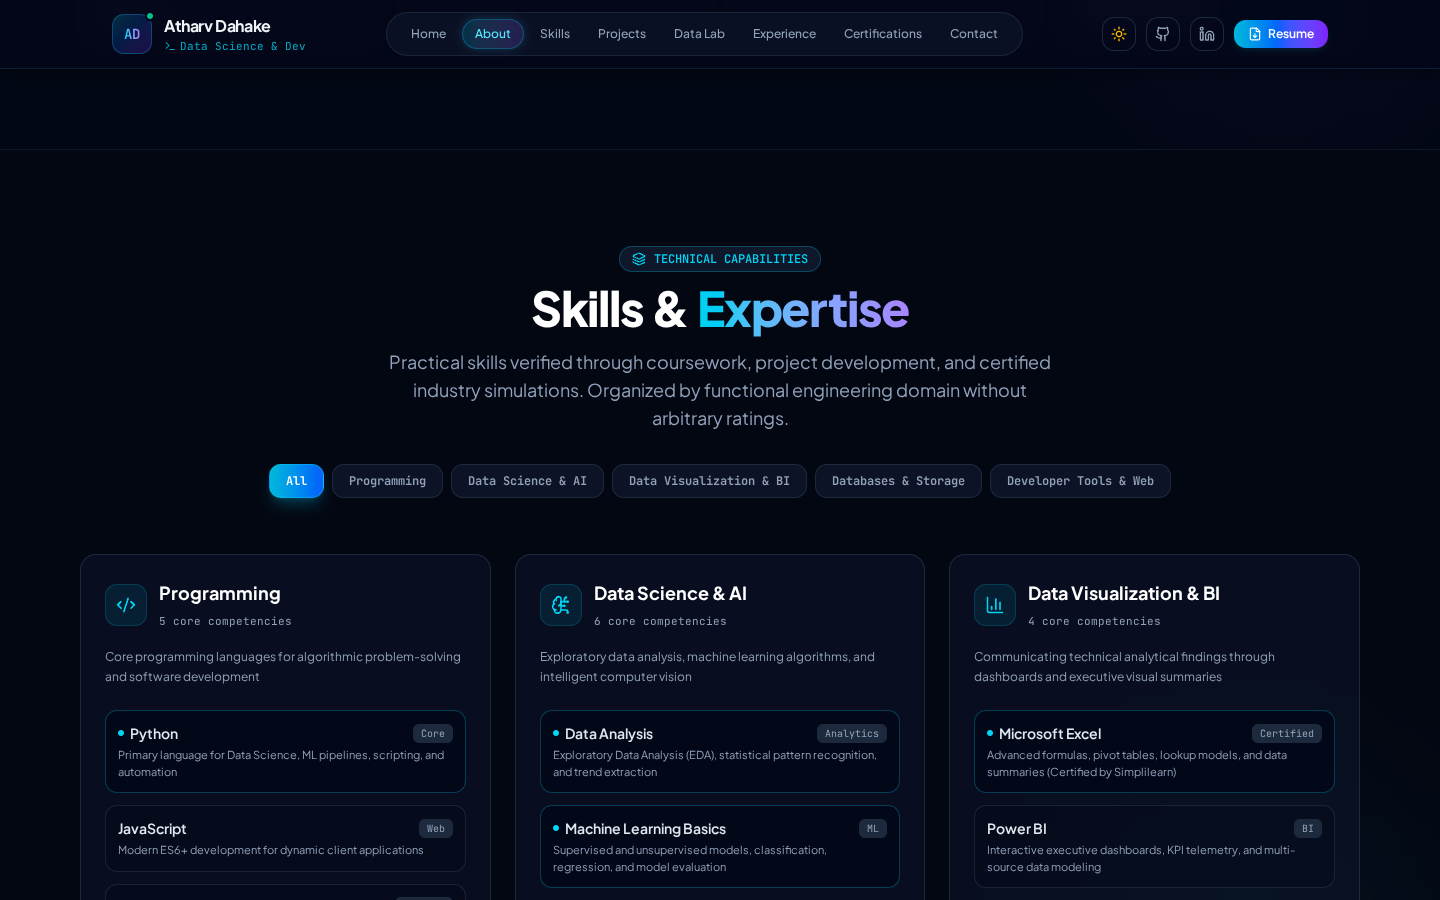 AD
Atharv Dahake
Data Science & Dev
Home
About
Skills
Projects
Data Lab
Experience
Certifications
Contact
Resume
TECHNICAL CAPABILITIES
Skills & Expertise
Practical skills verified through coursework, project development, and certified
industry simulations. Organized by functional engineering domain without
arbitrary ratings.
All
Programming
Data Science & AI
Data Visualization & BI
Databases & Storage
Developer Tools & Web
Programming
5 core competencies
Core programming languages for algorithmic problem-solving
and software development
Python
Core
Primary language for Data Science, ML pipelines, scripting, and
automation
JavaScript
Web
Modern ES6+ development for dynamic client applications
Data Science & AI
6 core competencies
Exploratory data analysis, machine learning algorithms, and
intelligent computer vision
Data Analysis
Analytics
Exploratory Data Analysis (EDA), statistical pattern recognition,
and trend extraction
Machine Learning Basics
ML
Supervised and unsupervised models, classification,
regression, and model evaluation
Data Visualization & BI
4 core competencies
Communicating technical analytical findings through
dashboards and executive visual summaries
Microsoft Excel
Certified
Advanced formulas, pivot tables, lookup models, and data
summaries (Certified by Simplilearn)
Power BI
BI
Interactive executive dashboards, KPI telemetry, and multi-
source data modeling